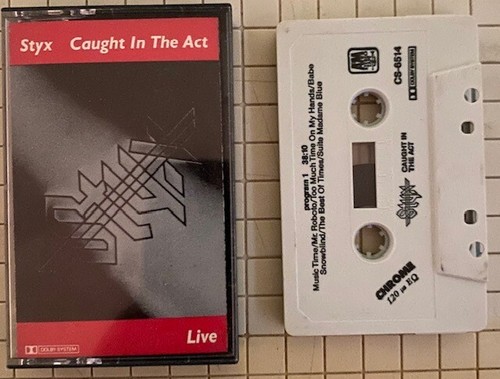 Styx Caught In The Act
Live
DOLBY SYSTEM
program 1 38:10
Music Time/Mr. Roboto/Too Much Time On My Hands/Babe
Snowblind/The Best Of Times/Suite Madame Blue
A&M
CS-6514
DOLBY SYSTEM
STYX
CAUGHT IN
THE ACT
CHROME
120 us EQ